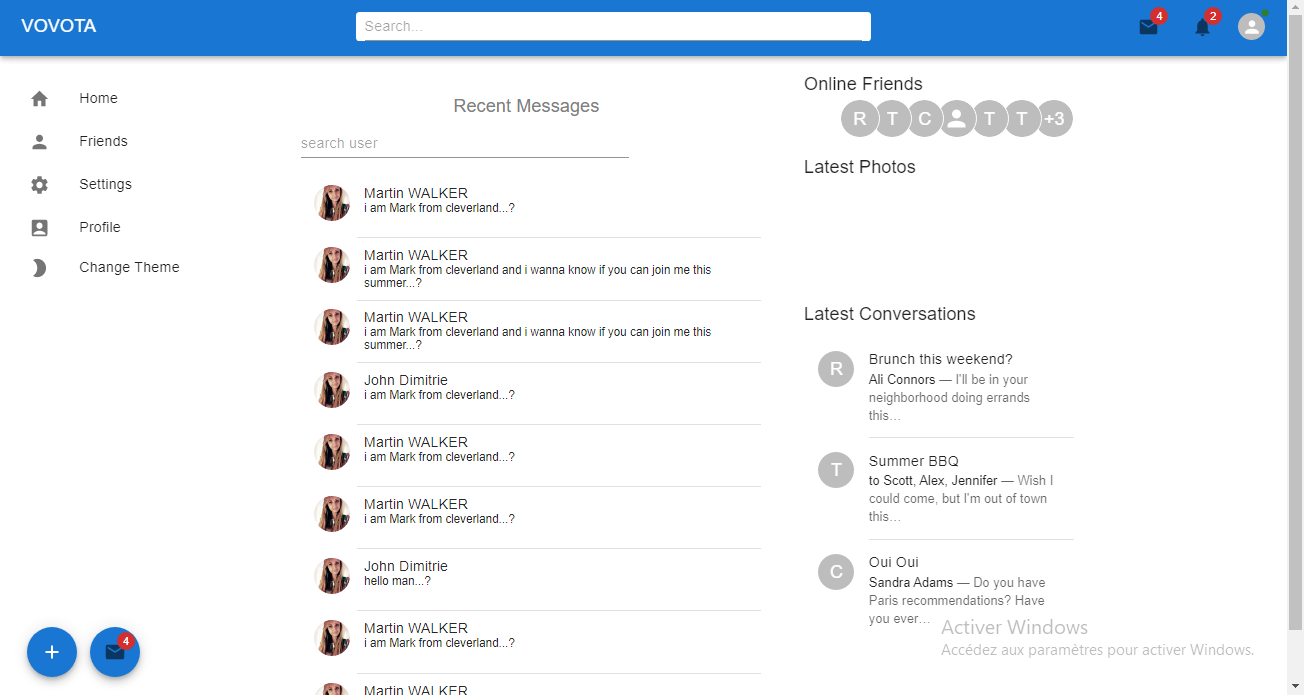 VOVOTA
Search...
4
2
Home
Friends
Settings
Profile
Change Theme
4
Recent Messages
search user
Martin WALKER
i am Mark from cleverland...?
Martin WALKER
i am Mark from cleverland and i wanna know if you can join me this
summer...?
Martin WALKER
i am Mark from cleverland and i wanna know if you can join me this
summer...?
John Dimitrie
i am Mark from cleverland...?
Martin WALKER
i am Mark from cleverland...?
Martin WALKER
i am Mark from cleverland...?
John Dimitrie
hello man...?
Martin WALKER
i am Mark from cleverland...?
Martin WALKER
Online Friends
R T C T T +3
Latest Photos
Latest Conversations
R
Brunch this weekend?
Ali Connors — I'll be in your
neighborhood doing errands
this…
T
Summer BBQ
to Scott, Alex, Jennifer — Wish I
could come, but I'm out of town
this…
C
Oui Oui
Sandra Adams — Do you have
Paris recommendations? Have
you ever…
Activer Windows
Accédez aux paramètres pour activer Windows.